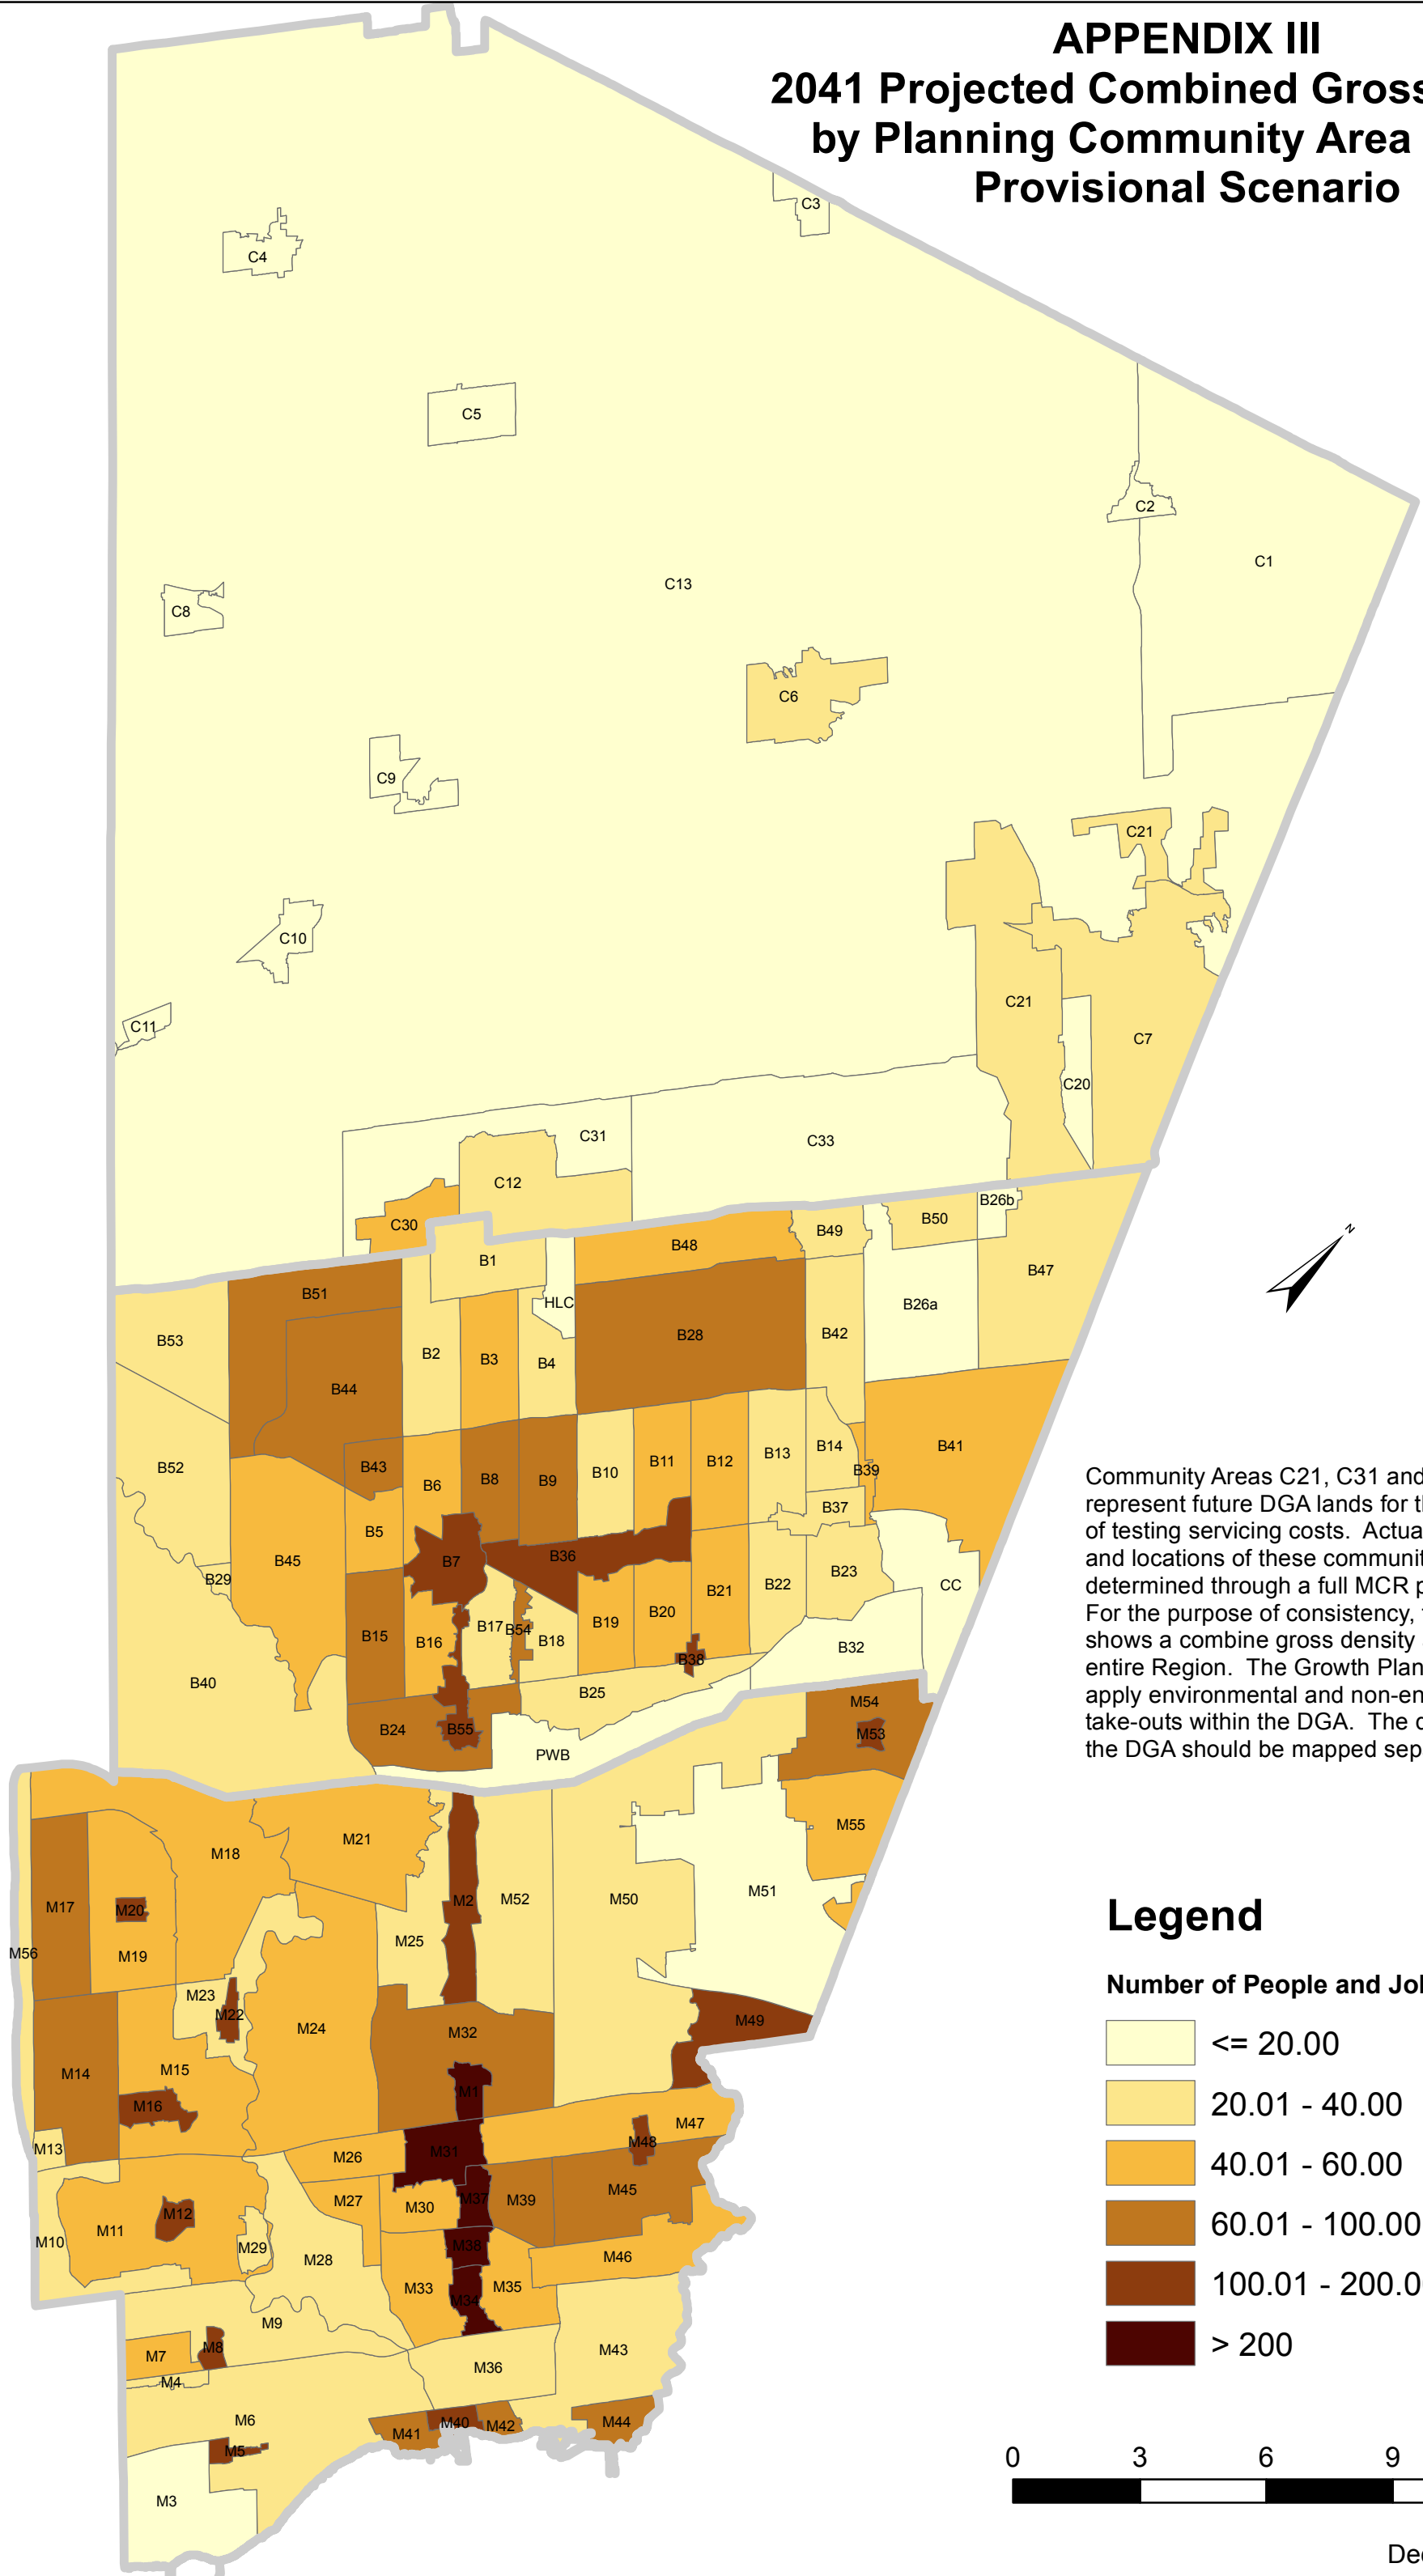 APPENDIX III
2041 Projected Combined Gross
by Planning Community Area
Provisional Scenario
C3
C4
C5
C2
C1
C13
C8
C6
C9
C21
C10
C21
C11
C7
C20
C31
C33
C12
C30
B26b
B50
B49
B48
B1
B47
B51
HLC
B26a
B28
B42
B53
B2
B3
B4
B44
B41
B14
B13
B12
B11
B52
B43
B39
B10
B8
B9
B6
B37
B5
B36
B45
B7
B23
B29
B22
CC
B21
B20
B19
B17
B54
B15
B16
B18
B32
B38
B40
B25
M54
B24
B55
M53
PWB
N
Community Areas C21, C31 and
represent future DGA lands for th
of testing servicing costs. Actua
and locations of these communit
determined through a full MCR p
For the purpose of consistency,
shows a combine gross density
entire Region. The Growth Plan
apply environmental and non-en
take-outs within the DGA. The d
the DGA should be mapped sep
M55
M21
M18
M51
M52
M50
M2
M17
M20
M25
M56
M19
M23
M22
M49
M24
M32
M15
M14
M1
M16
M47
M48
M13
M31
M26
M45
M37
M39
M27
M30
M12
M11
M10
M29
M38
M28
M46
M33
M35
M34
M9
M8
M43
M7
M36
M4
M6
M40
M42
M44
M41
M5
M3
Legend
Number of People and Jo
<= 20.00
20.01 - 40.00
40.01 - 60.00
60.01 - 100.00
100.01 - 200.0
> 200
0 3 6 9
De